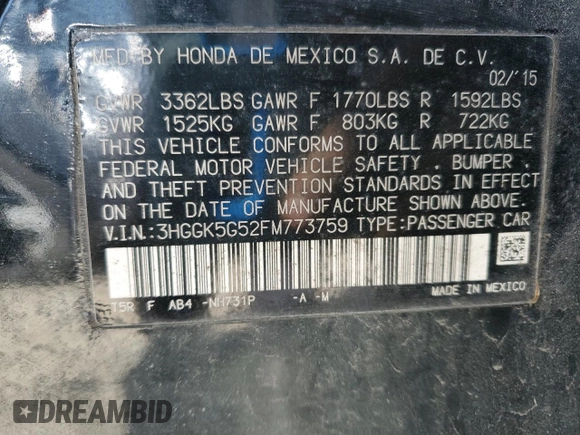 MFD. BY HONDA DE MEXICO S.A. DE C.V.
02/'15
GVWR 3362LBS GAWR F 1770LBS R 1592LBS
GVWR 1525KG GAWR F 803KG R 722KG
THIS VEHICLE CONFORMS TO ALL APPLICABLE
FEDERAL MOTOR VEHICLE SAFETY , BUMPER ,
AND THEFT PREVENTION STANDARDS IN EFFECT
ON THE DATE OF MANUFACTURE SHOWN ABOVE.
V.I.N.:3HGGK5G52FM773759 TYPE:PASSENGER CAR
T5R F AB4 -NH731P -A -M
MADE IN MEXICO
DREAMBID